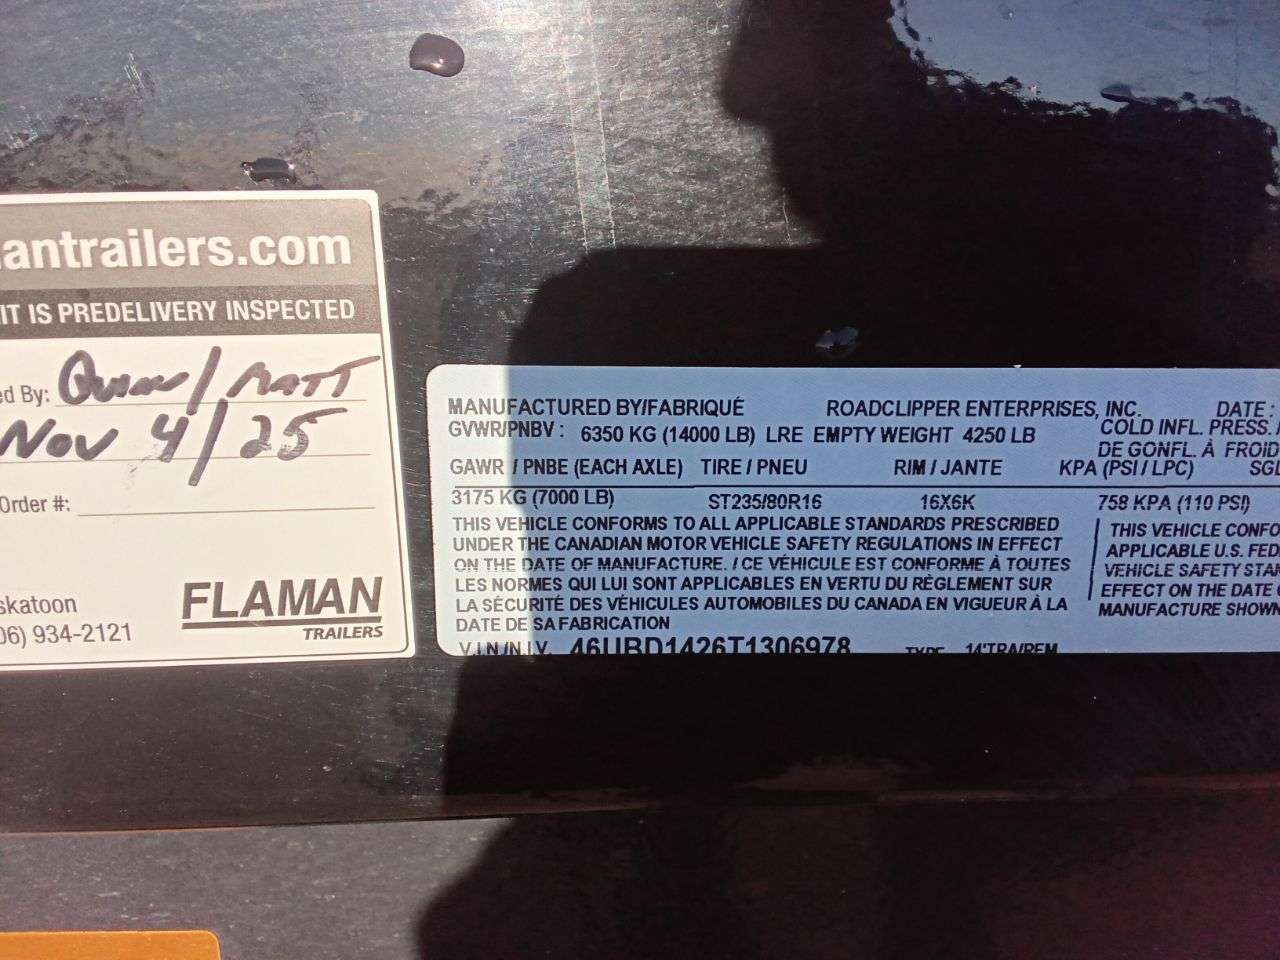 antrailers.com
IT IS PREDELIVERY INSPECTED
ed By: Quinn / MATT
Nov 4/25
Order #:
skatoon
06) 934-2121
FLAMAN
TRAILERS
MANUFACTURED BY/FABRIQUÉ ROADCLIPPER ENTERPRISES, INC. DATE :
GVWR/PNBV : 6350 KG (14000 LB) LRE EMPTY WEIGHT 4250 LB COLD INFL. PRESS./
DE GONFL. À FROID
GAWR / PNBE (EACH AXLE) TIRE / PNEU RIM / JANTE KPA (PSI / LPC) SGL
3175 KG (7000 LB) ST235/80R16 16X6K 758 KPA (110 PSI)
THIS VEHICLE CONFORMS TO ALL APPLICABLE STANDARDS PRESCRIBED
UNDER THE CANADIAN MOTOR VEHICLE SAFETY REGULATIONS IN EFFECT
ON THE DATE OF MANUFACTURE. / CE VÉHICULE EST CONFORME À TOUTES
LES NORMES QUI LUI SONT APPLICABLES EN VERTU DU RÈGLEMENT SUR
LA SÉCURITÉ DES VÉHICULES AUTOMOBILES DU CANADA EN VIGUEUR À LA
DATE DE SA FABRICATION
THIS VEHICLE CONFO
APPLICABLE U.S. FED
VEHICLE SAFETY STA
EFFECT ON THE DATE O
MANUFACTURE SHOWN
V.I.N/N.I.V. 46UBD1426T1306978 TYPE 14'TRA/REM